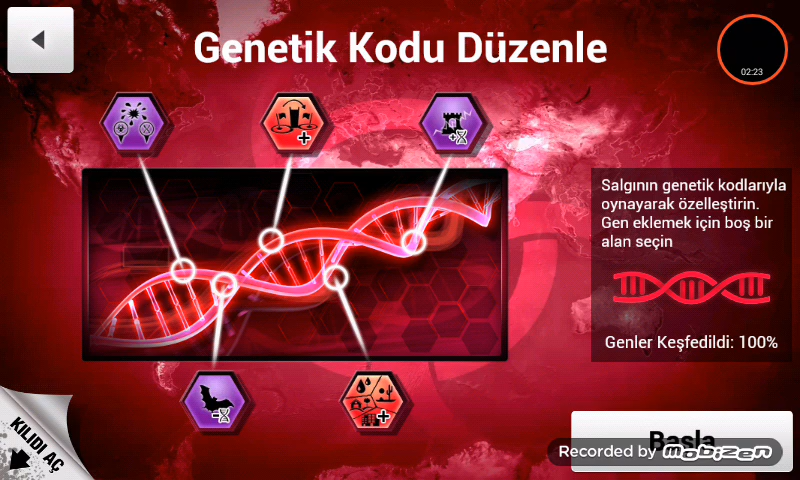 Genetik Kodu Düzenle
02:23
Salgının genetik kodlarıyla
oynayarak özelleştirin.
Gen eklemek için boş bir
alan seçin
Genler Keşfedildi: 100%
KİLİDİ AÇ
Başla
Recorded by mobizen